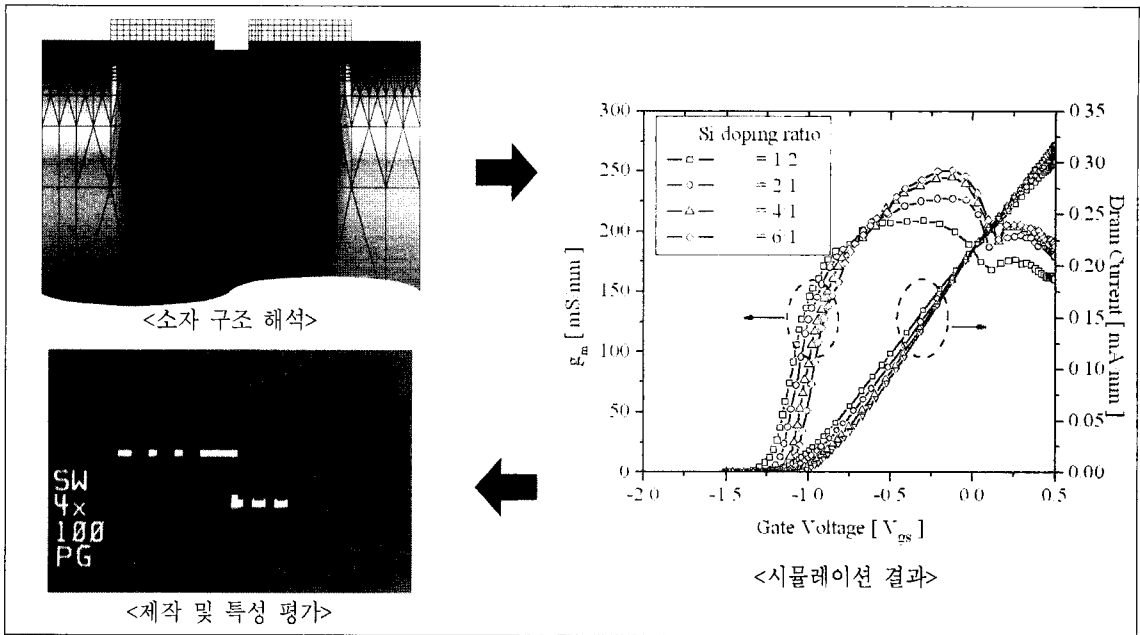 <소자 구조 해석>
SW
4x
100
PG
<제작 및 특성 평가>
Si doping ratio
= 1 2
= 2 1
= 4 1
= 6 1
300
250
200
150
100
50
0
g_m [ mS mm ]
0 35
0 30
0 25
0 20
0 15
0 10
0 05
0 00
Drain Current [ mA mm ]
-2 0
-1 5
-1 0
-0 5
0 0
0 5
Gate Voltage [ V_gs ]
<시뮬레이션 결과>